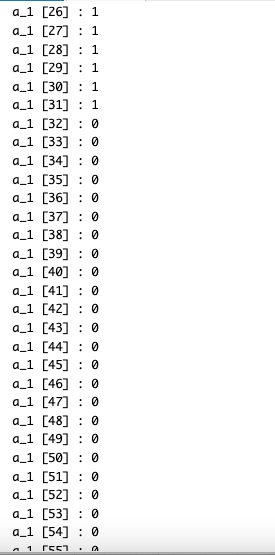 a_1 [26] : 1
a_1 [27] : 1
a_1 [28] : 1
a_1 [29] : 1
a_1 [30] : 1
a_1 [31] : 1
a_1 [32] : 0
a_1 [33] : 0
a_1 [34] : 0
a_1 [35] : 0
a_1 [36] : 0
a_1 [37] : 0
a_1 [38] : 0
a_1 [39] : 0
a_1 [40] : 0
a_1 [41] : 0
a_1 [42] : 0
a_1 [43] : 0
a_1 [44] : 0
a_1 [45] : 0
a_1 [46] : 0
a_1 [47] : 0
a_1 [48] : 0
a_1 [49] : 0
a_1 [50] : 0
a_1 [51] : 0
a_1 [52] : 0
a_1 [53] : 0
a_1 [54] : 0